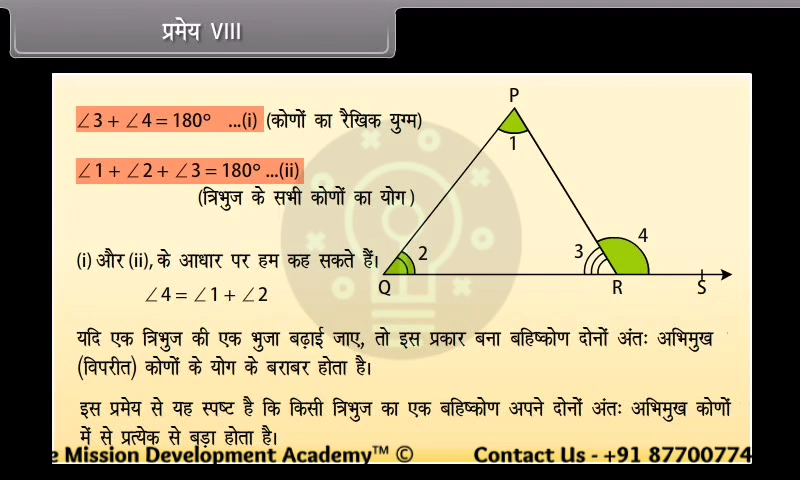 प्रमेय VIII
∠3 + ∠4 = 180° ...(i) (कोणों का रैखिक युग्म)
∠1 + ∠2 + ∠3 = 180° ...(ii)
(त्रिभुज के सभी कोणों का योग)
(i) और (ii), के आधार पर हम कह सकते हैं।
∠4 = ∠1 + ∠2
P
1
2
3
4
Q
R
S
यदि एक त्रिभुज की एक भुजा बढ़ाई जाए, तो इस प्रकार बना बहिष्कोण दोनों अंतः अभिमुख
(विपरीत) कोणों के योग के बराबर होता है।
इस प्रमेय से यह स्पष्ट है कि किसी त्रिभुज का एक बहिष्कोण अपने दोनों अंतः अभिमुख कोणों
में से प्रत्येक से बड़ा होता है।
e Mission Development Academy™ © Contact Us - +91 87700774